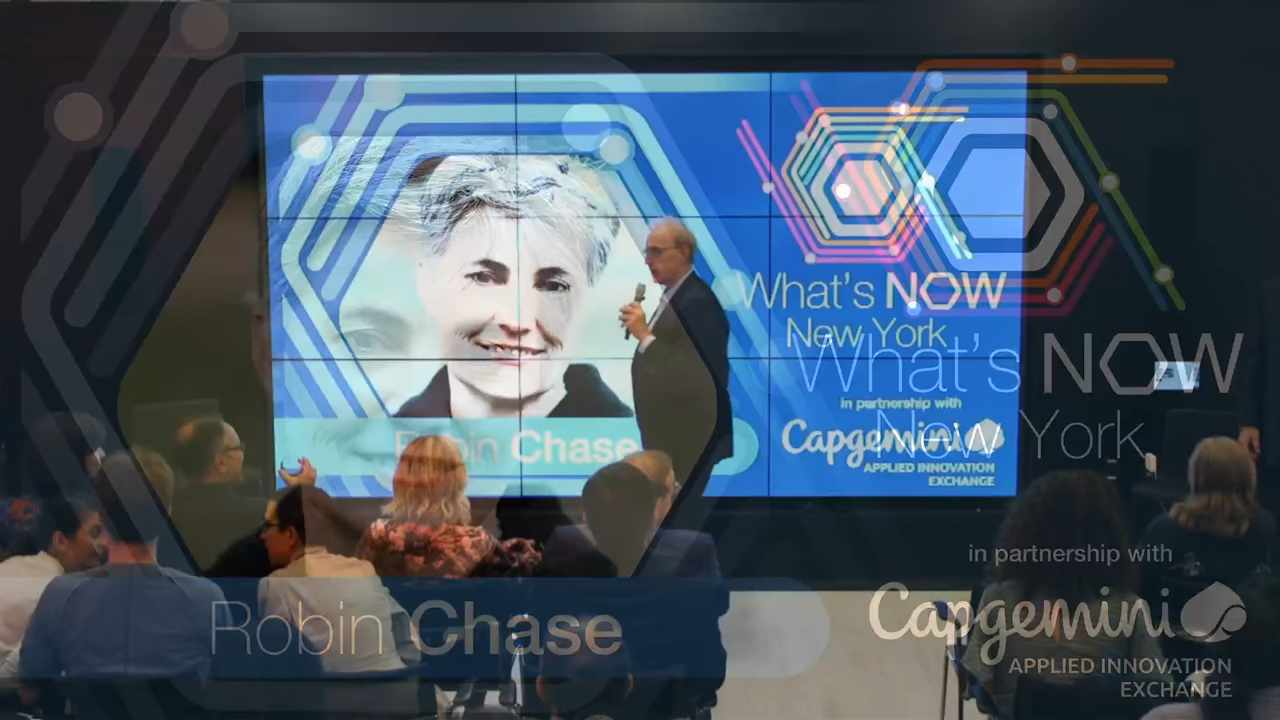 What's NOW
New York
in partnership with
Capgemini
APPLIED INNOVATION
EXCHANGE
Robin Chase
What's NOW
New York
in partnership with
Capgemini
APPLIED INNOVATION
EXCHANGE
Robin Chase